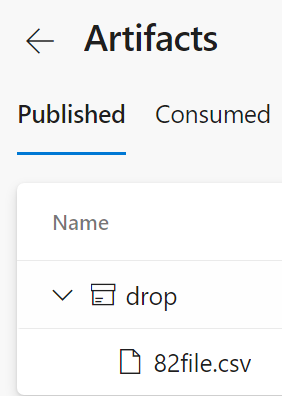 Artifacts
Published Consumed
Name
drop
82file.csv